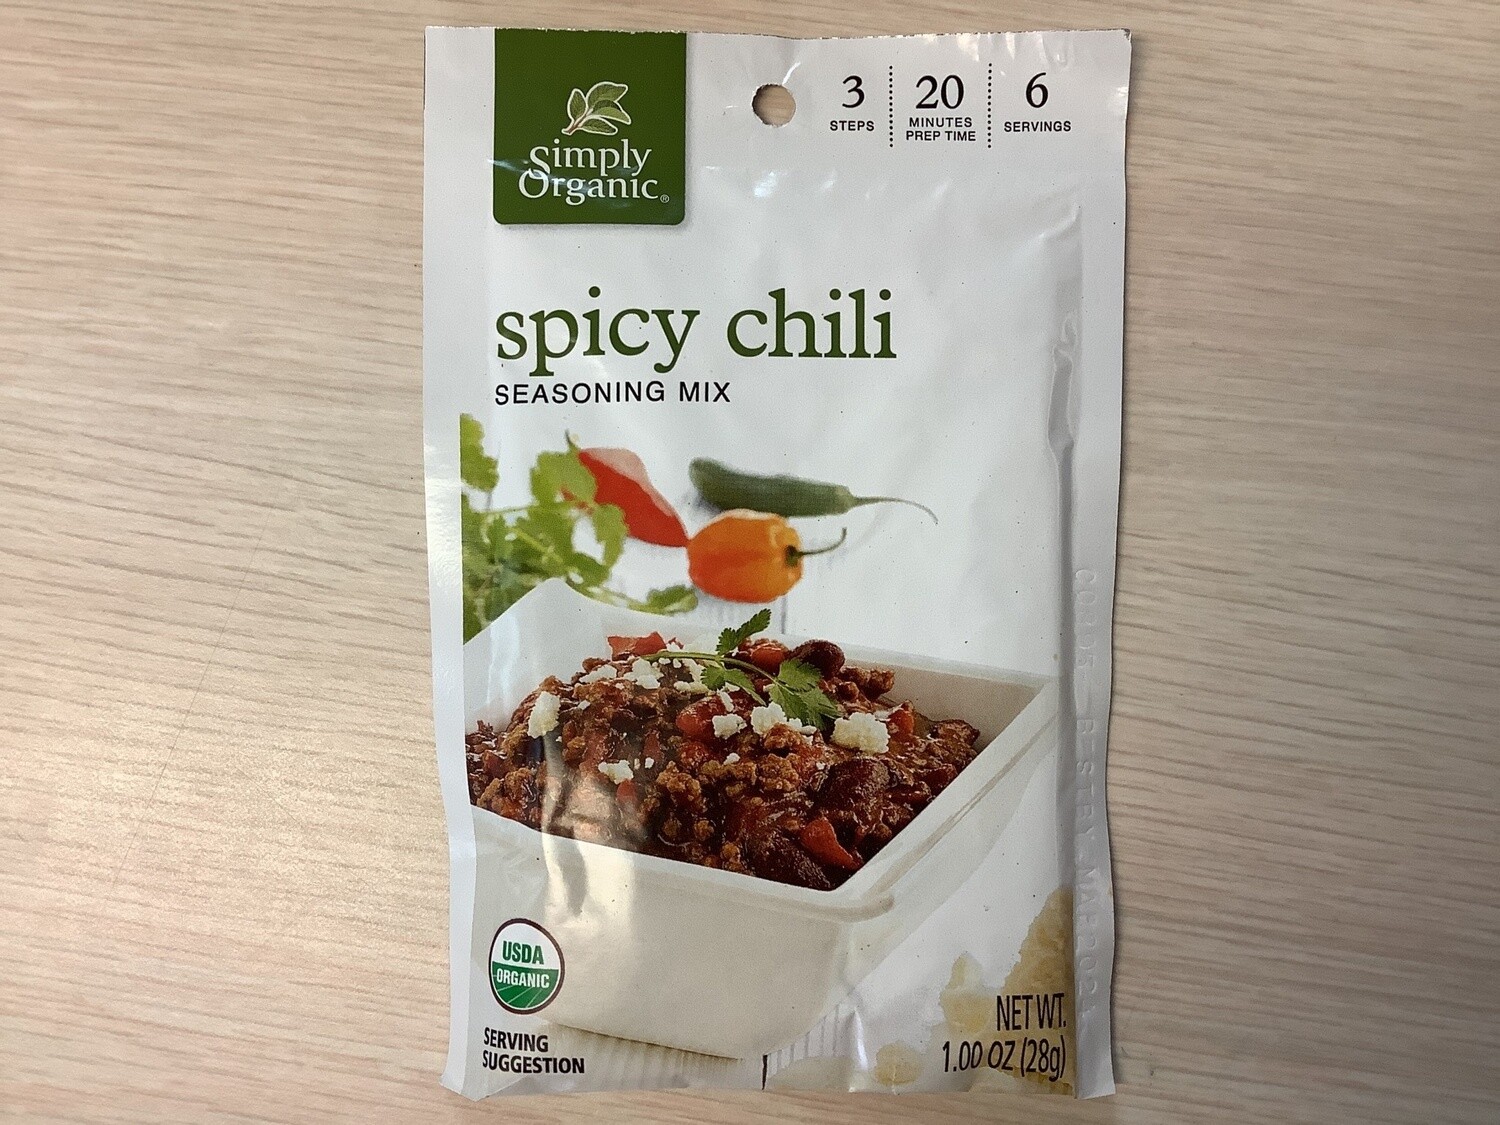 Simply
Organic®
3
STEPS
20
MINUTES
PREP TIME
6
SERVINGS
spicy chili
SEASONING MIX
USDA
ORGANIC
SERVING
SUGGESTION
NET WT.
1.00 OZ (28g)